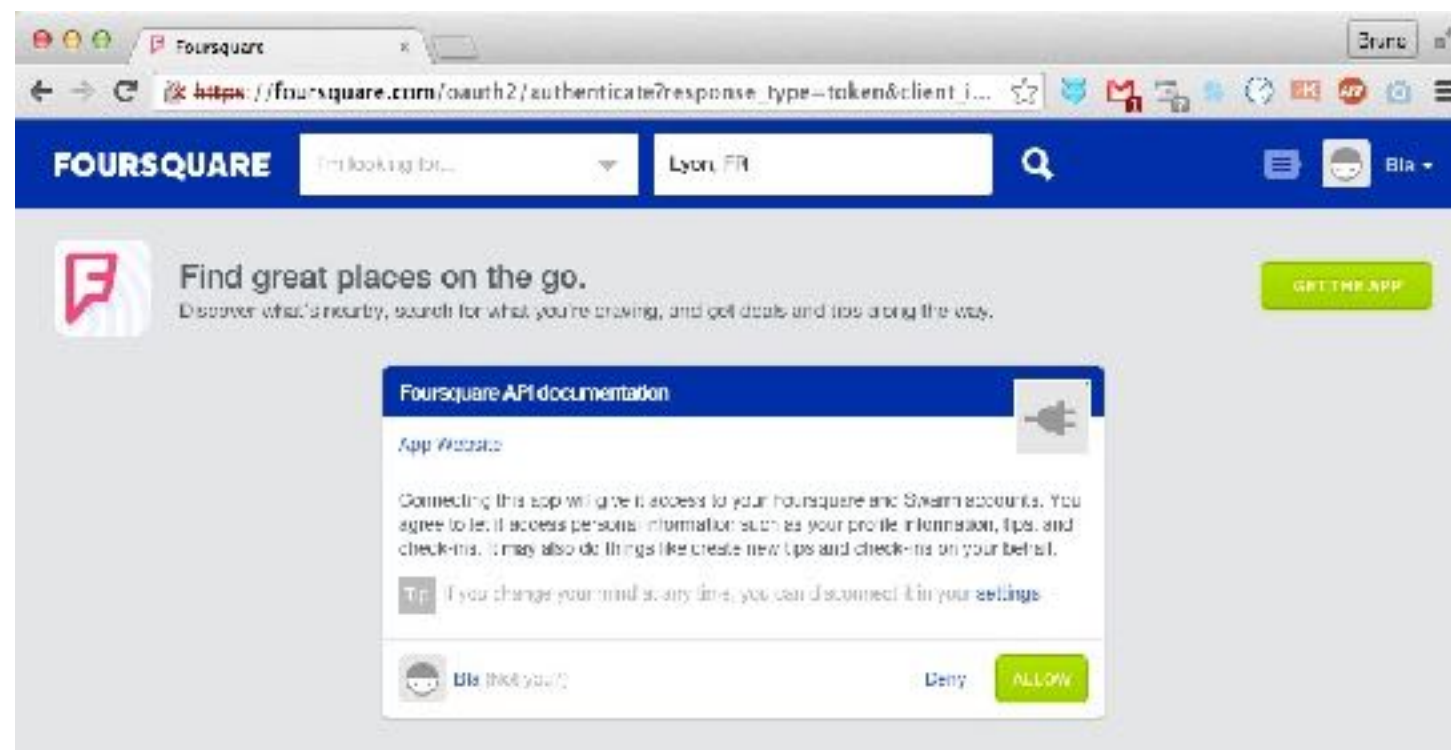 Foursquare
Bruno
https://foursquare.com/oauth2/authenticate?response_type=token&client_i...
FOURSQUARE
I'm looking for...
Lyon, FR
Bla
Find great places on the go.
Discover what's nearby, search for what you're craving, and get deals and tips along the way.
GET THE APP
Foursquare API documentation
App Website
Connecting this app will give it access to your Foursquare and Swarm accounts. You
agree to let it access personal information such as your profile information, tips, and
check-ins. It may also do things like create new tips and check-ins on your behalf.
Tip If you change your mind at any time, you can disconnect it in your settings
Bla (Not you?)
Deny
ALLOW